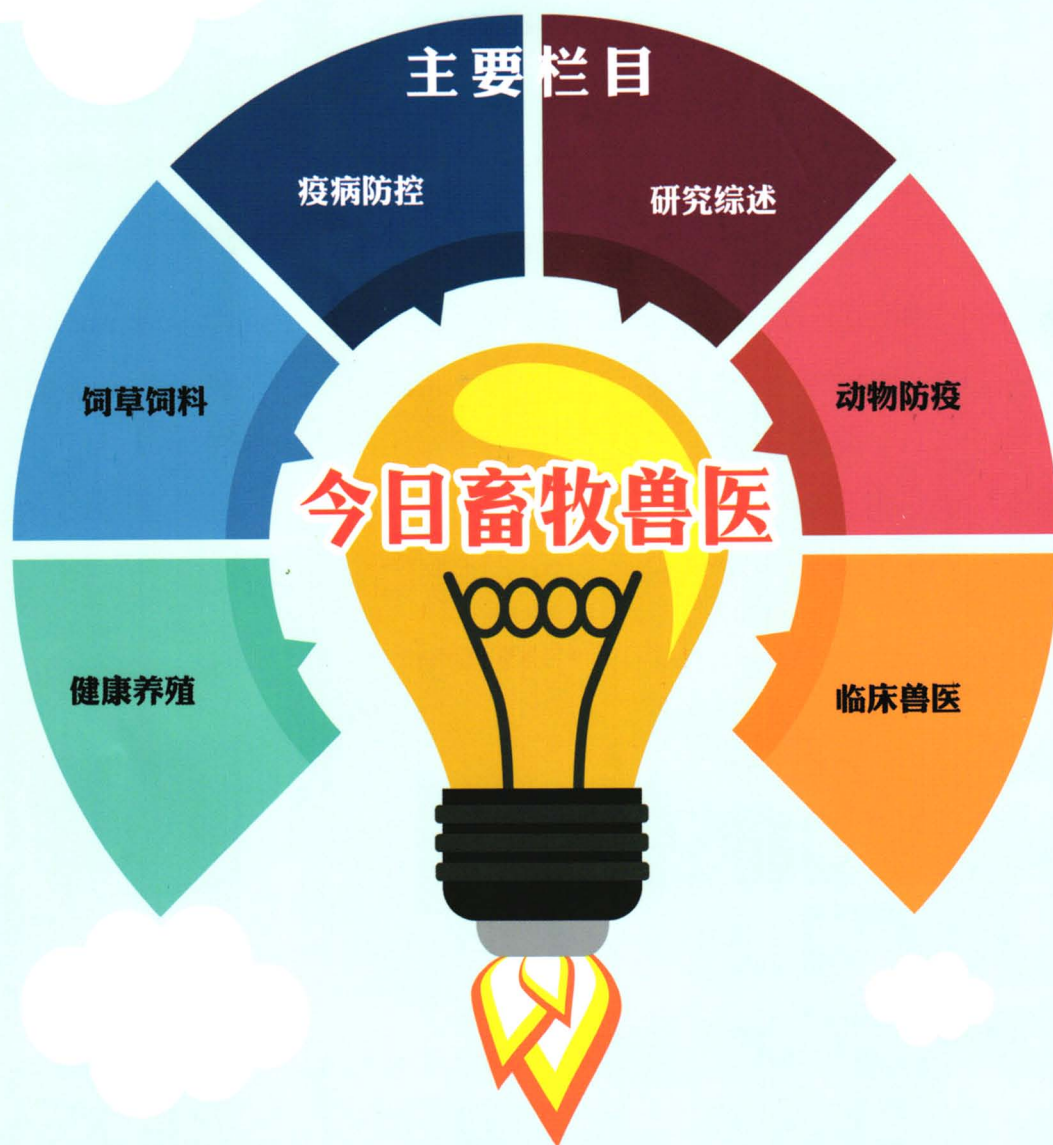 主要栏目
疫病防控
研究综述
饲草饲料
动物防疫
今日畜牧兽医
健康养殖
临床兽医